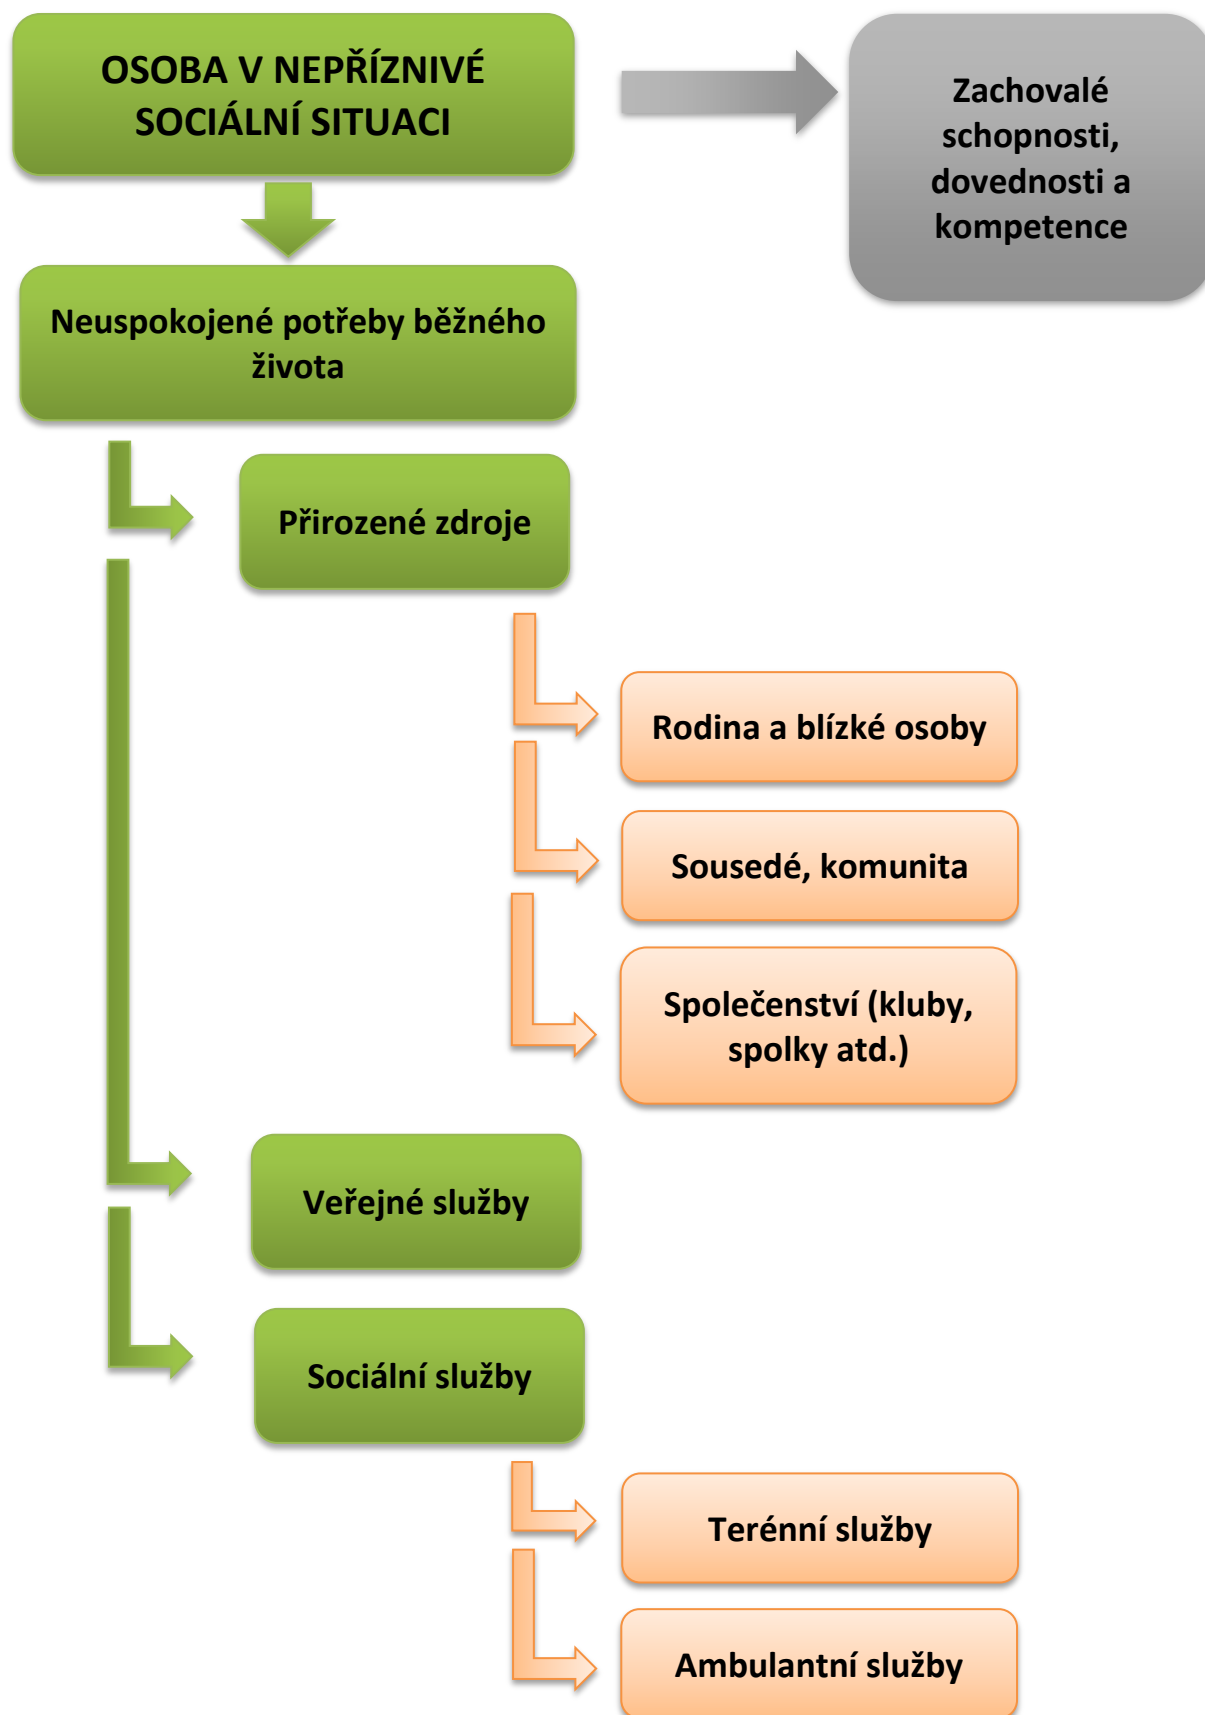 OSOBA V NEPŘÍZNIVÉ
SOCIÁLNÍ SITUACI
Zachovalé
schopnosti,
dovednosti a
kompetence
Neuspokojené potřeby běžného
života
Přirozené zdroje
Rodina a blízké osoby
Sousedé, komunita
Společenství (kluby,
spolky atd.)
Veřejné služby
Sociální služby
Terénní služby
Ambulantní služby